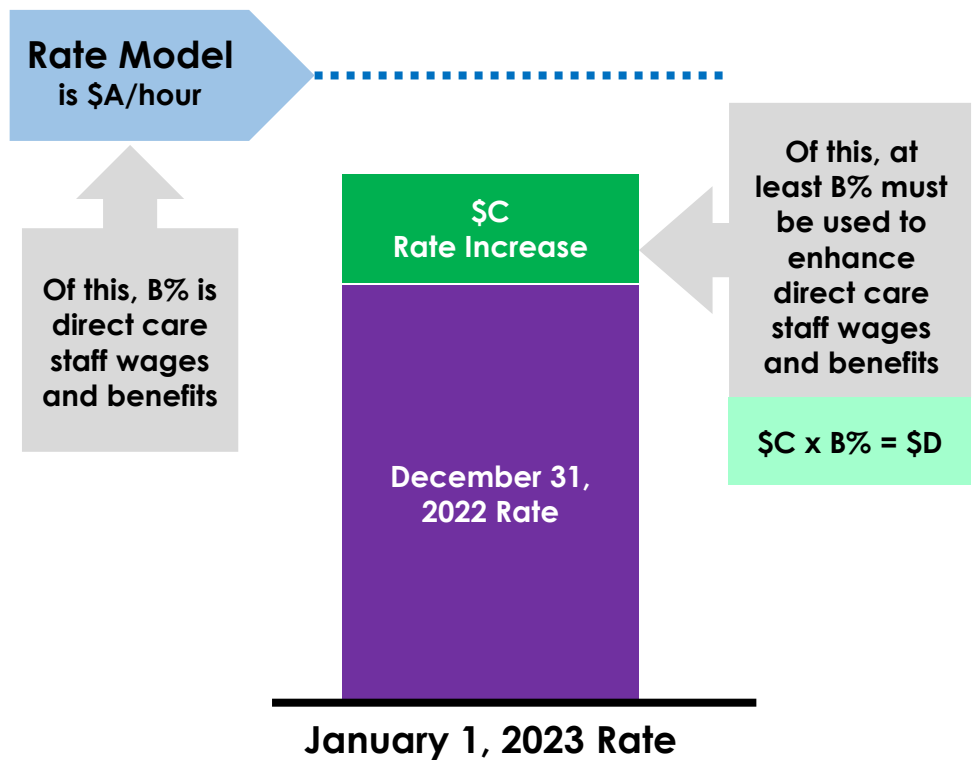 Rate Model
is $A/hour
Of this, B% is
direct care
staff wages
and benefits
$C
Rate Increase
December 31,
2022 Rate
Of this, at
least B% must
be used to
enhance
direct care
staff wages
and benefits
$C x B% = $D
January 1, 2023 Rate